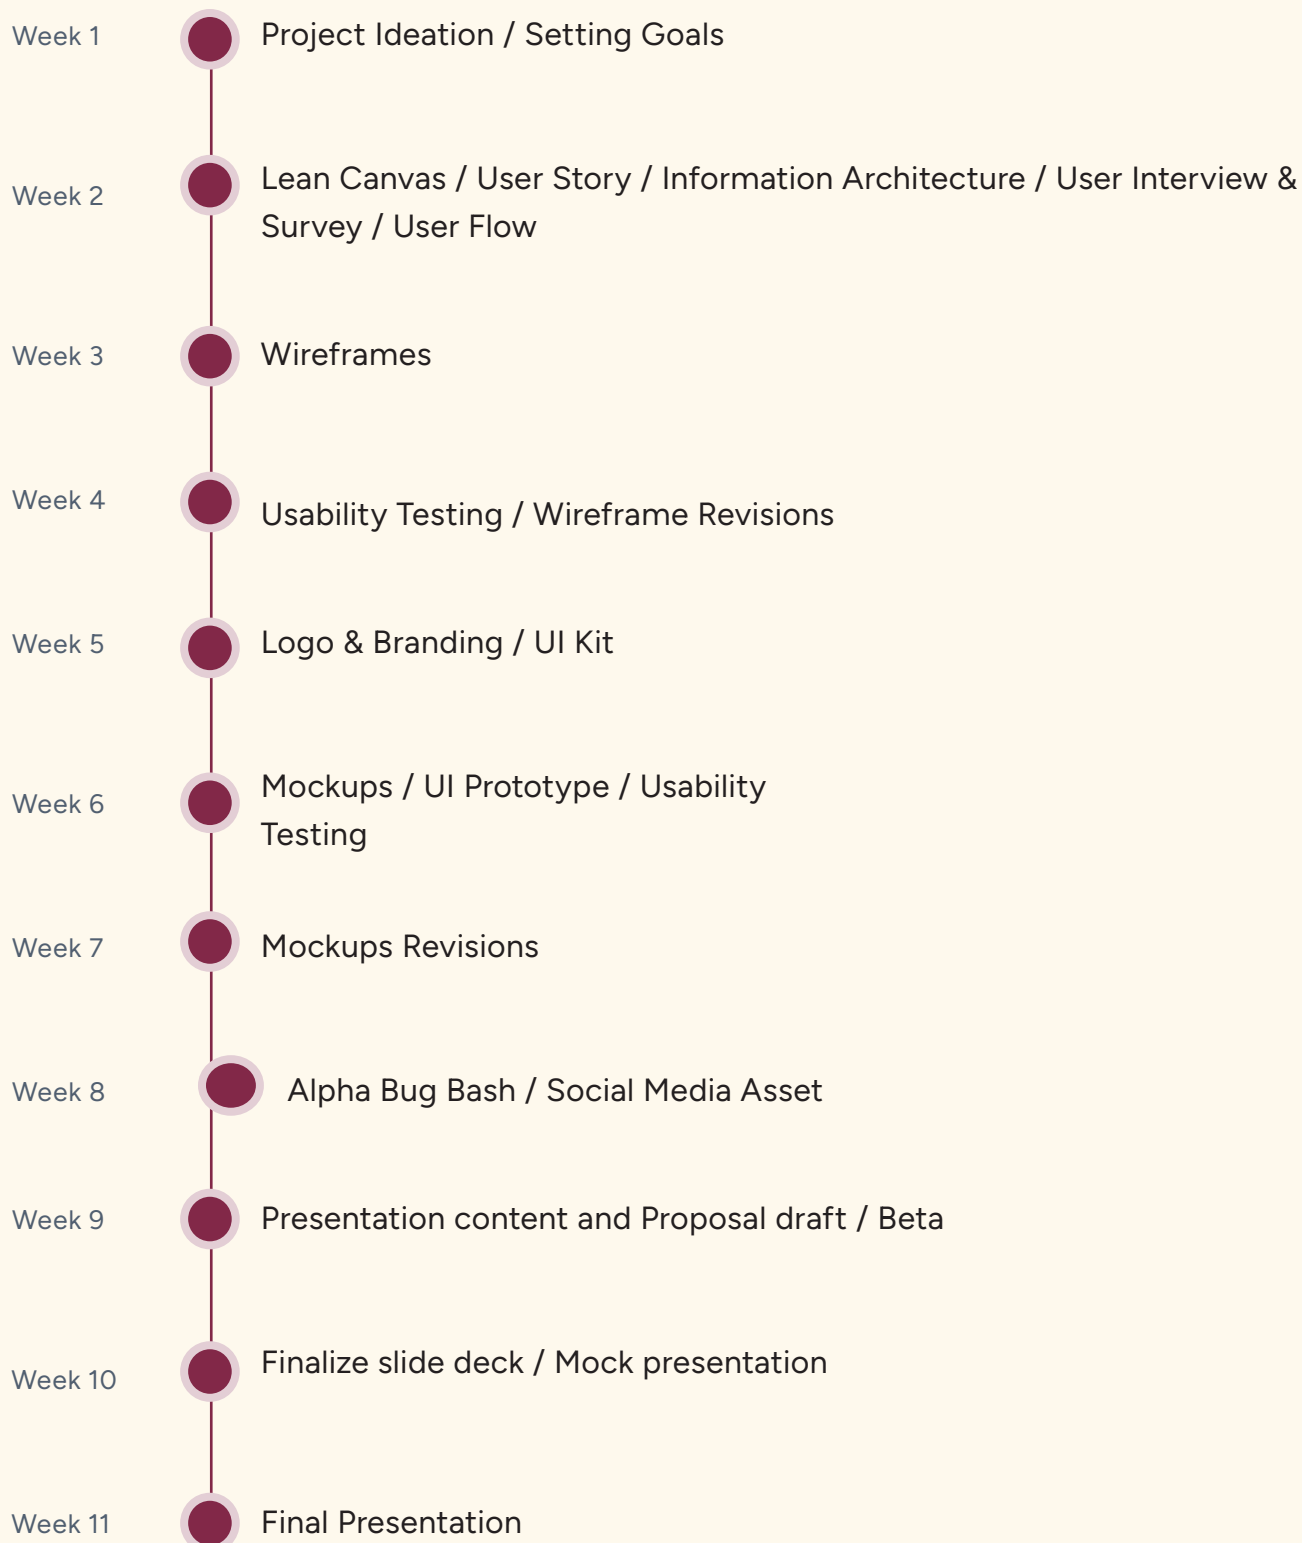 Week 1
Project Ideation / Setting Goals
Week 2
Lean Canvas / User Story / Information Architecture / User Interview &
Survey / User Flow
Week 3
Wireframes
Week 4
Usability Testing / Wireframe Revisions
Week 5
Logo & Branding / UI Kit
Week 6
Mockups / UI Prototype / Usability
Testing
Week 7
Mockups Revisions
Week 8
Alpha Bug Bash / Social Media Asset
Week 9
Presentation content and Proposal draft / Beta
Week 10
Finalize slide deck / Mock presentation
Week 11
Final Presentation